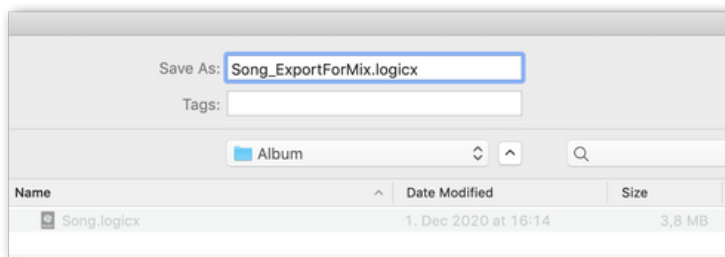 Save As: Song_ExportForMix.logicx
Tags:
Album
Name Date Modified Size
Song.logicx 1. Dec 2020 at 16:14 3,8 MB